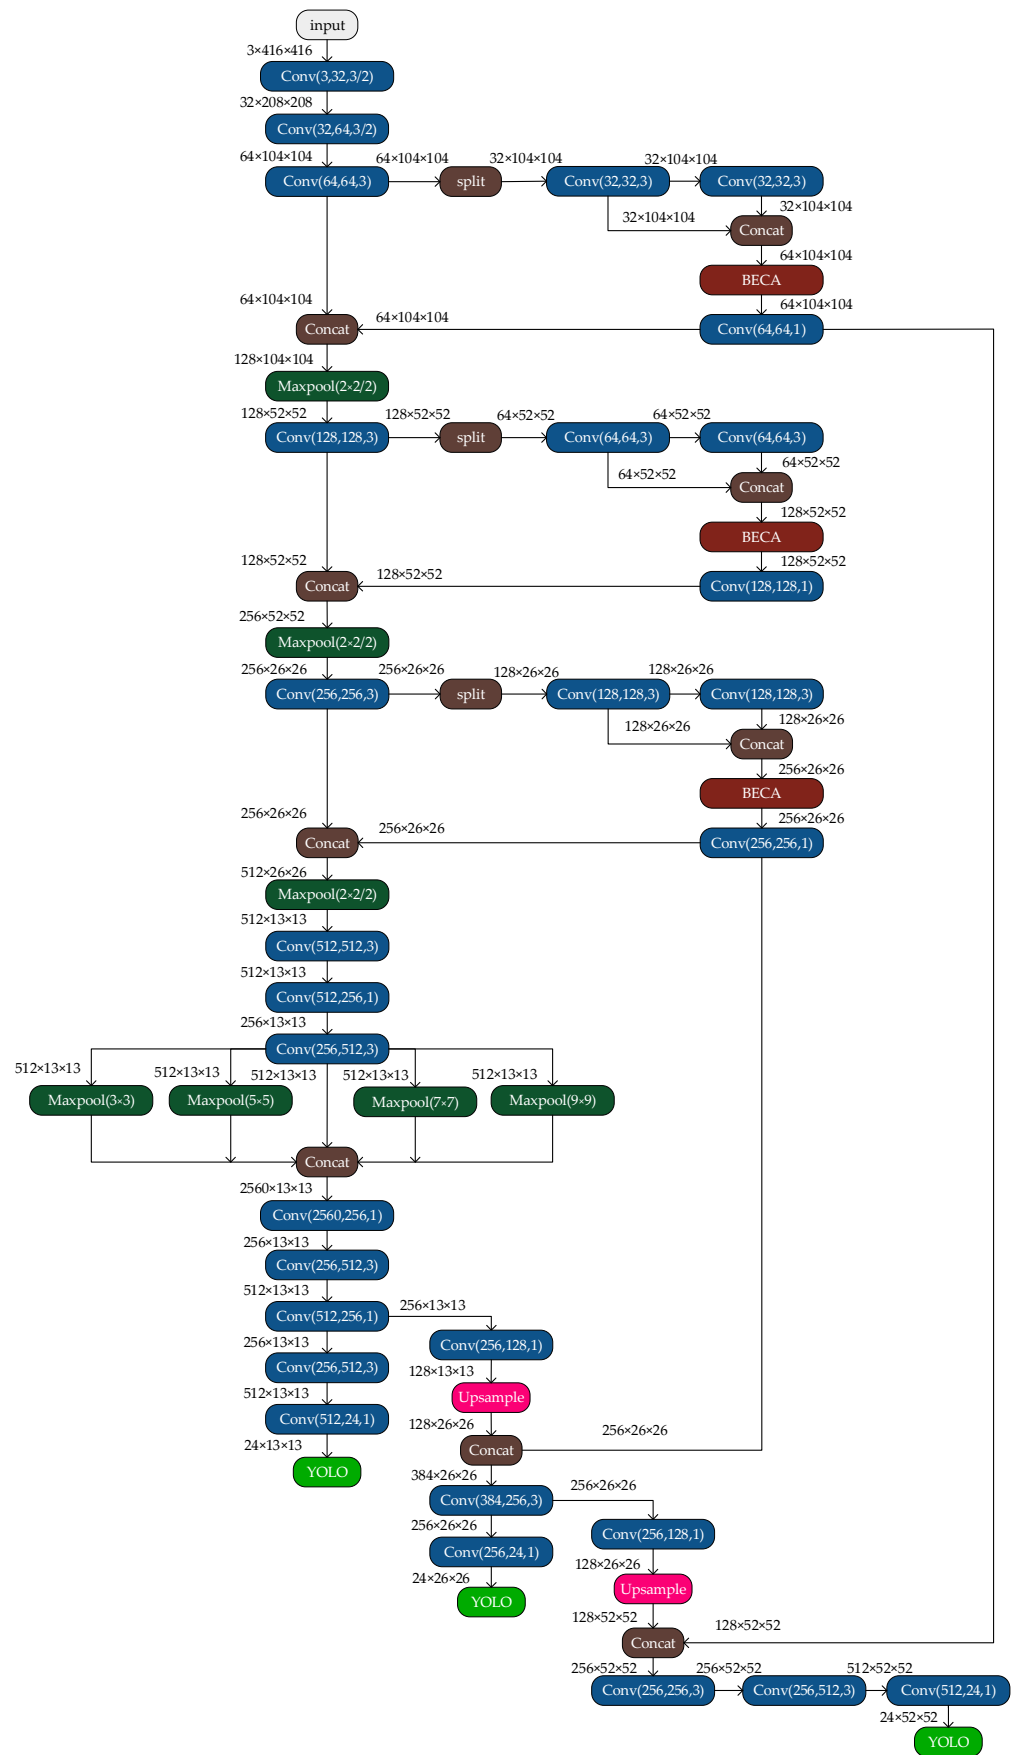 input
3×416×416
Conv(3,32,3/2)
32×208×208
Conv(32,64,3/2)
64×104×104 64×104×104 32×104×104 32×104×104
Conv(64,64,3) split Conv(32,32,3) Conv(32,32,3)
32×104×104 32×104×104
Concat
64×104×104
BECA
64×104×104 64×104×104 64×104×104
Concat Conv(64,64,1)
128×104×104
Maxpool(2×2/2)
128×52×52 128×52×52 64×52×52 64×52×52
Conv(128,128,3) split Conv(64,64,3) Conv(64,64,3)
64×52×52 64×52×52
Concat
128×52×52
BECA
128×52×52 128×52×52 128×52×52
Concat Conv(128,128,1)
256×52×52
Maxpool(2×2/2)
256×26×26 256×26×26 128×26×26 128×26×26
Conv(256,256,3) split Conv(128,128,3) Conv(128,128,3)
128×26×26 128×26×26
Concat
256×26×26
BECA
256×26×26 256×26×26 256×26×26
Concat Conv(256,256,1)
512×26×26
Maxpool(2×2/2)
512×13×13
Conv(512,512,3)
512×13×13
Conv(512,256,1)
256×13×13
Conv(256,512,3)
512×13×13 512×13×13 512×13×13 512×13×13 512×13×13
Maxpool(3×3) Maxpool(5×5) Maxpool(7×7) Maxpool(9×9)
Concat
2560×13×13
Conv(2560,256,1)
256×13×13
Conv(256,512,3)
512×13×13
Conv(512,256,1) 256×13×13
256×13×13 Conv(256,128,1)
Conv(256,512,3) 128×13×13
512×13×13 Upsample
Conv(512,24,1) 128×26×26 256×26×26
24×13×13 Concat
YOLO 384×26×26
Conv(384,256,3) 256×26×26
256×26×26 Conv(256,128,1)
Conv(256,24,1) 128×26×26
24×26×26 Upsample
YOLO 128×52×52 128×52×52
Concat
256×52×52 256×52×52 512×52×52
Conv(256,256,3) Conv(256,512,3) Conv(512,24,1)
24×52×52
YOLO